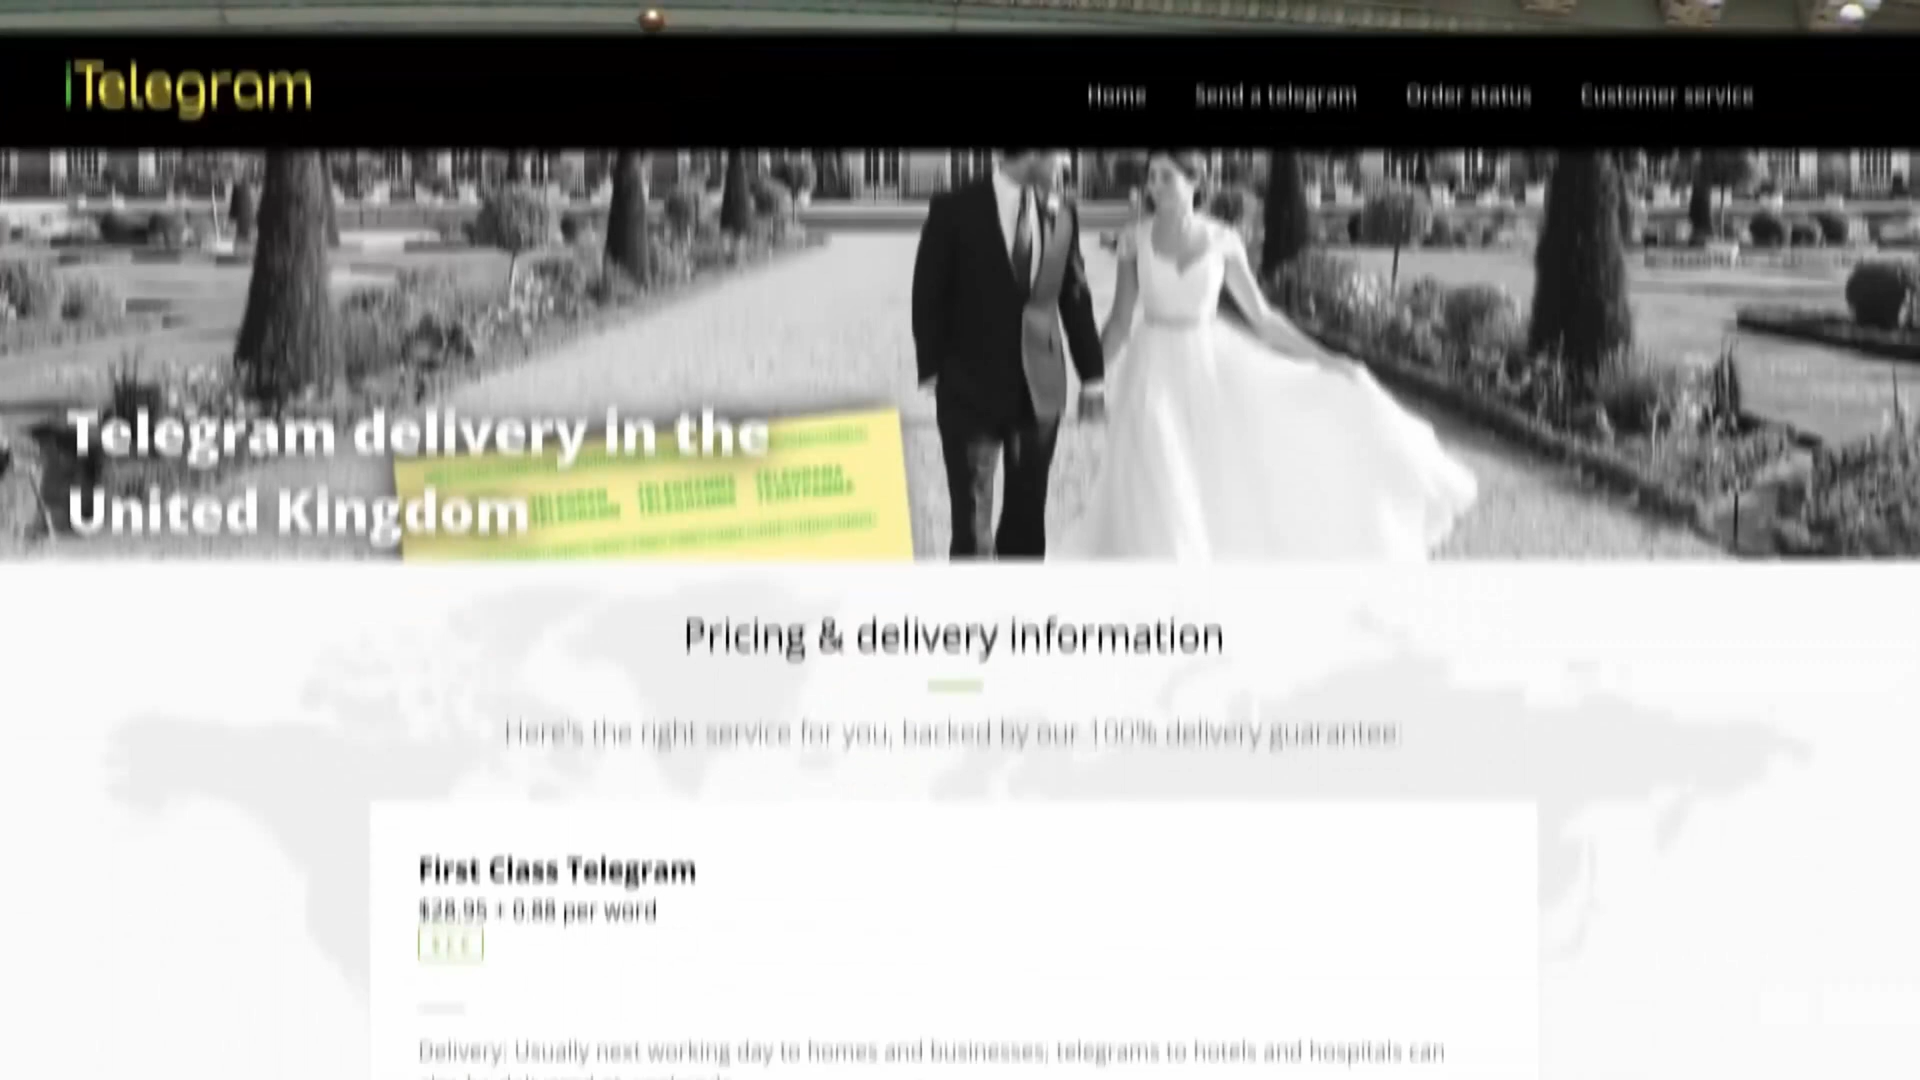 iTelegram
Home Send a telegram Order status Customer service
Telegram delivery in the
United Kingdom
Pricing & delivery information
Here's the right service for you, backed by our 100% delivery guarantee:
First Class Telegram
$28.95 + 0.88 per word
Delivery: Usually next working day to homes and businesses; telegrams to hotels and hospitals can